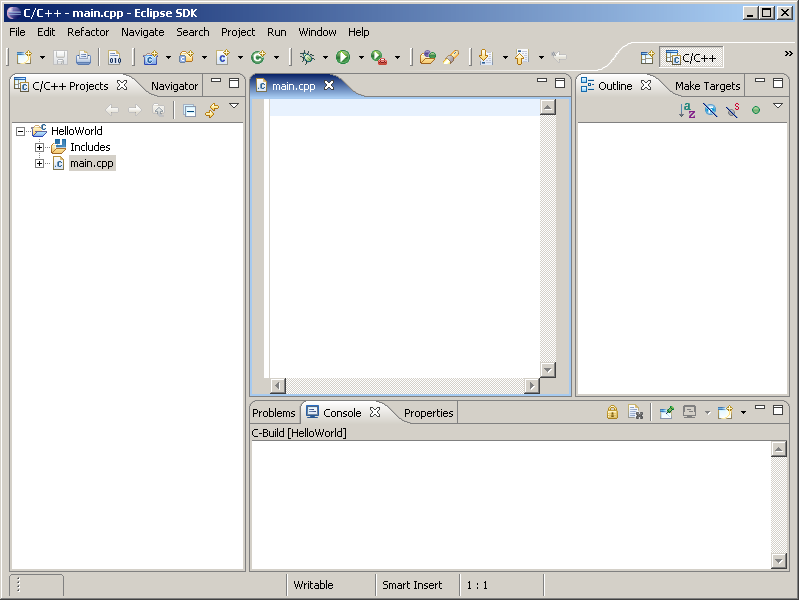 C/C++ - main.cpp - Eclipse SDK
File Edit Refactor Navigate Search Project Run Window Help
010 C/C++ »
C/C++ Projects Navigator
main.cpp
Outline Make Targets
HelloWorld
Includes
main.cpp
Problems Console Properties
C-Build [HelloWorld]
Writable Smart Insert 1 : 1